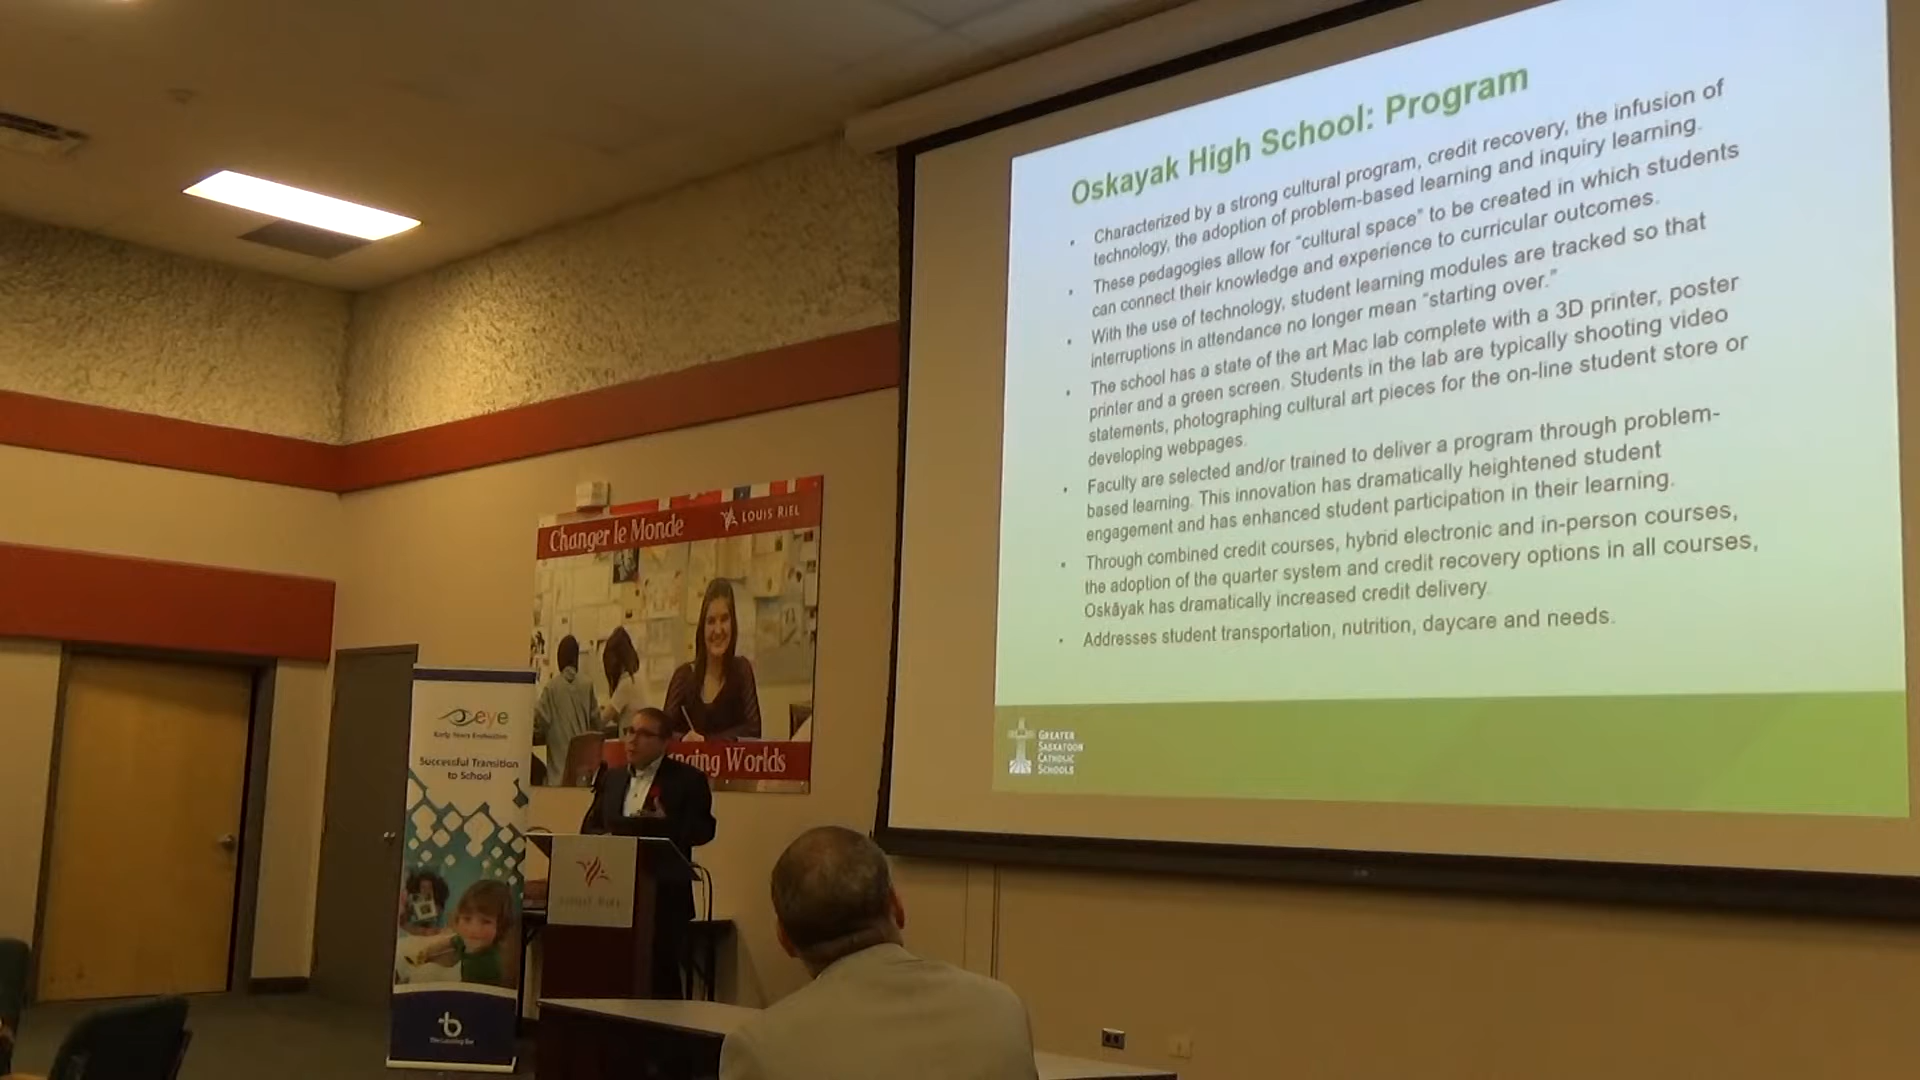 Oskayak High School: Program
• Characterized by a strong cultural program, credit recovery, the infusion of
technology, the adoption of problem-based learning and inquiry learning.
• These pedagogies allow for “cultural space” to be created in which students
can connect their knowledge and experience to curricular outcomes.
• With the use of technology, student learning modules are tracked so that
interruptions in attendance no longer mean “starting over.”
• The school has a state of the art Mac lab complete with a 3D printer, poster
printer and a green screen. Students in the lab are typically shooting video
statements, photographing cultural art pieces for the on-line student store or
developing webpages.
• Faculty are selected and/or trained to deliver a program through problem-
based learning. This innovation has dramatically heightened student
engagement and has enhanced student participation in their learning.
• Through combined credit courses, hybrid electronic and in-person courses,
the adoption of the quarter system and credit recovery options in all courses,
Oskāyak has dramatically increased credit delivery.
• Addresses student transportation, nutrition, daycare and needs.
GREATER
SASKATOON
CATHOLIC
SCHOOLS
Changer le Monde
LOUIS RIEL
nging Worlds
eye
Early Years Evaluation
Successful Transition
to School
The Learning Bar
LOUIS RIEL